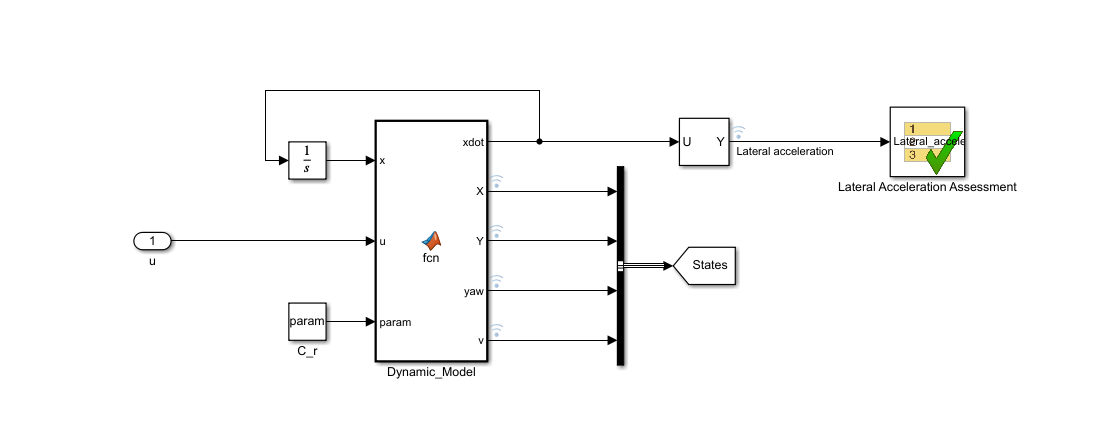 1
s
x
xdot
X
u
Y
fcn
yaw
param
v
Dynamic_Model
1
u
param
C_r
U Y
Lateral acceleration
1
2
3
Lateral_accele
Lateral Acceleration Assessment
States